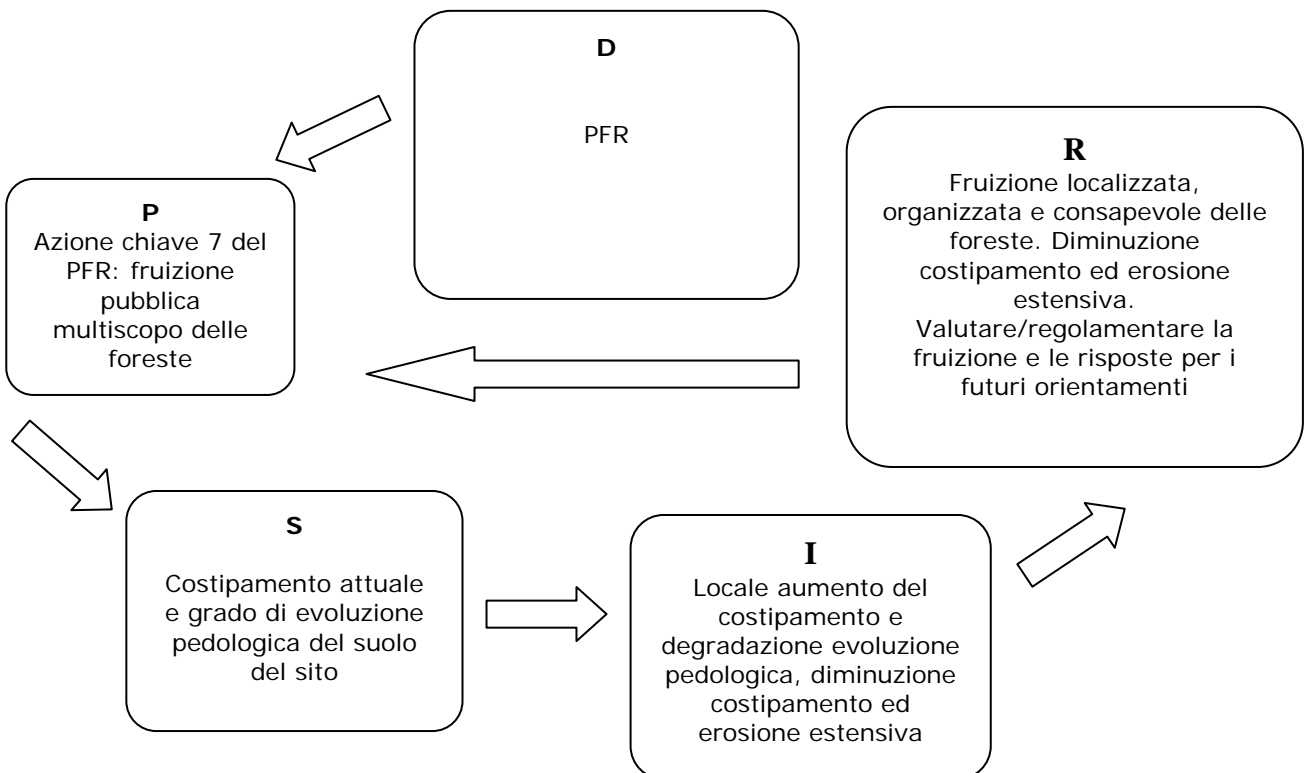 D
PFR
P
Azione chiave 7 del
PFR: fruizione
pubblica
multiscopo delle
foreste
R
Fruizione localizzata,
organizzata e consapevole delle
foreste. Diminuzione
costipamento ed erosione
estensiva.
Valutare/regolamentare la
fruizione e le risposte per i
futuri orientamenti
S
Costipamento attuale
e grado di evoluzione
pedologica del suolo
del sito
I
Locale aumento del
costipamento e
degradazione evoluzione
pedologica, diminuzione
costipamento ed
erosione estensiva